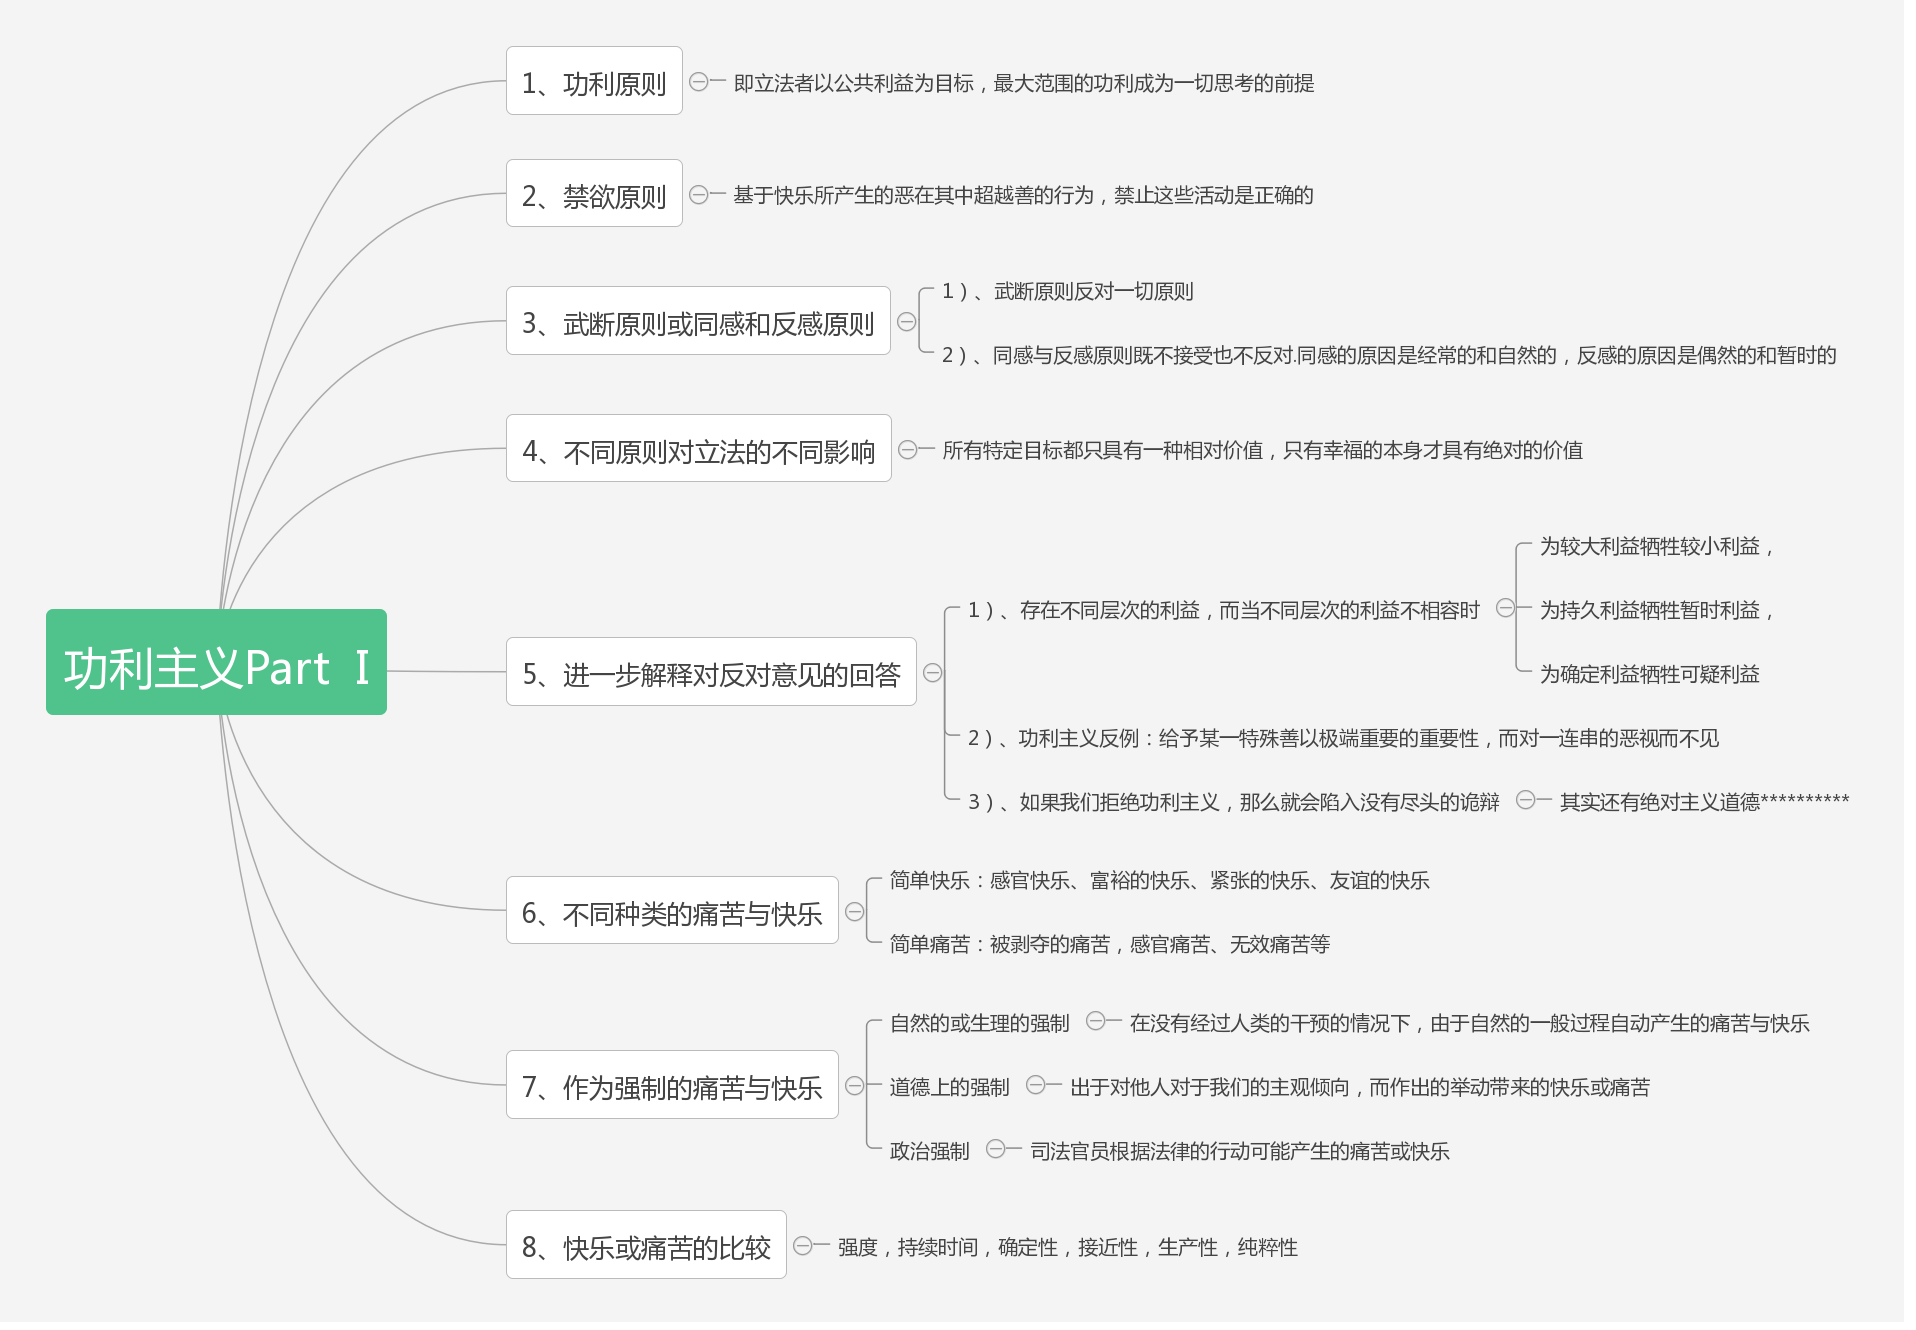 功利主义Part Ⅰ
1、功利原则
即立法者以公共利益为目标，最大范围的功利成为一切思考的前提
2、禁欲原则
基于快乐所产生的恶在其中超越善的行为，禁止这些活动是正确的
3、武断原则或同感和反感原则
1）、武断原则反对一切原则
2）、同感与反感原则既不接受也不反对.同感的原因是经常的和自然的，反感的原因是偶然的和暂时的
4、不同原则对立法的不同影响
所有特定目标都只具有一种相对价值，只有幸福的本身才具有绝对的价值
5、进一步解释对反对意见的回答
1）、存在不同层次的利益，而当不同层次的利益不相容时
为较大利益牺牲较小利益，
为持久利益牺牲暂时利益，
为确定利益牺牲可疑利益
2）、功利主义反例：给予某一特殊善以极端重要的重要性，而对一连串的恶视而不见
3）、如果我们拒绝功利主义，那么就会陷入没有尽头的诡辩
其实还有绝对主义道德**********
6、不同种类的痛苦与快乐
简单快乐：感官快乐、富裕的快乐、紧张的快乐、友谊的快乐
简单痛苦：被剥夺的痛苦，感官痛苦、无效痛苦等
7、作为强制的痛苦与快乐
自然的或生理的强制
在没有经过人类的干预的情况下，由于自然的一般过程自动产生的痛苦与快乐
道德上的强制
出于对他人对于我们的主观倾向，而作出的举动带来的快乐或痛苦
政治强制
司法官员根据法律的行动可能产生的痛苦或快乐
8、快乐或痛苦的比较
强度，持续时间，确定性，接近性，生产性，纯粹性